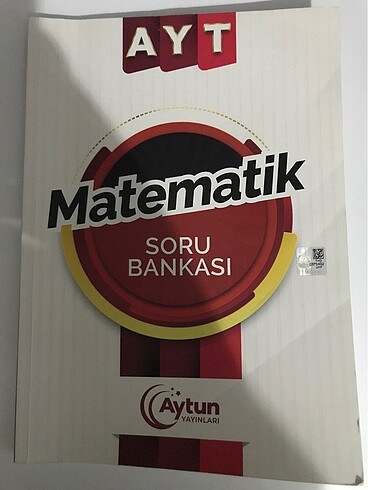 AYT
Matematik
SORU
BANKASI
Aytun
YAYINLARI